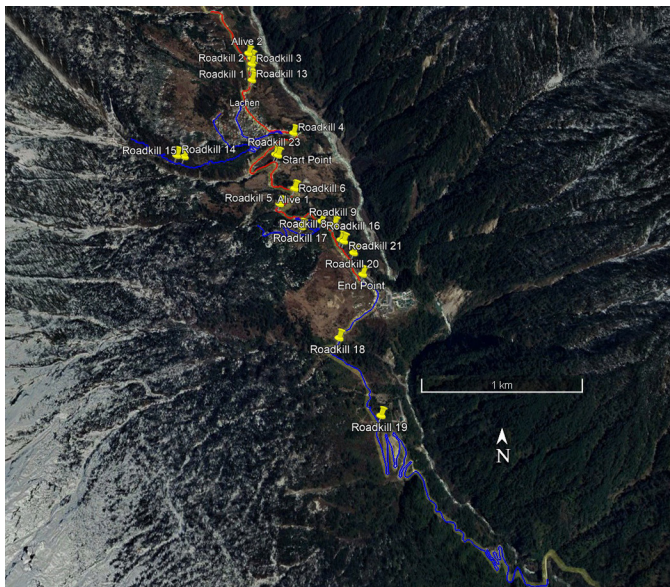 Alive 2
Roadkill 2
Roadkill 3
Roadkill 1
Roadkill 13
Lachen
Roadkill 4
Roadkill 23
Roadkill 15
Roadkill 14
Start Point
Roadkill 6
Roadkill 5
Alive 1
Roadkill 9
Roadkill 8
Roadkill 16
Roadkill 17
Roadkill 21
Roadkill 20
End Point
Roadkill 18
1 km
Roadkill 19
N